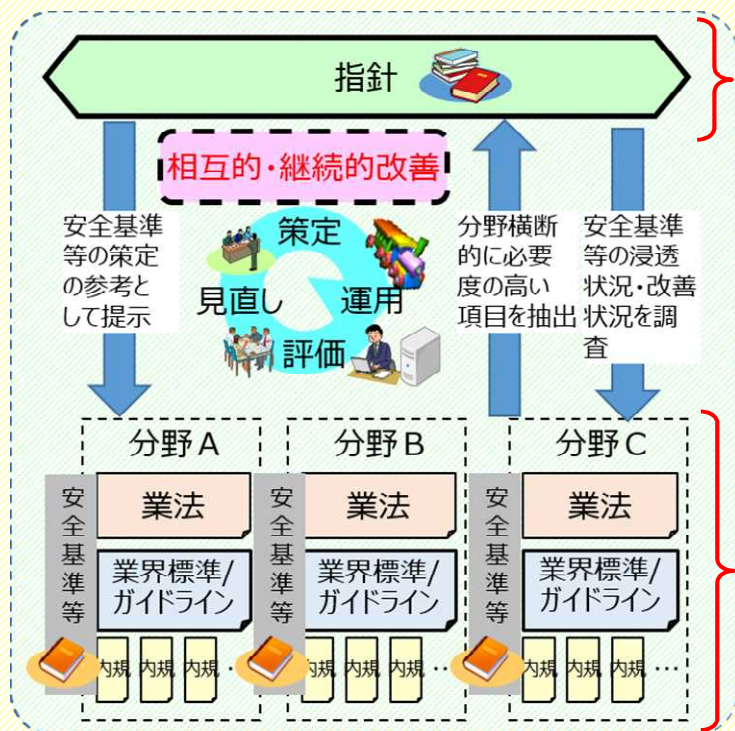 指針
相互的・継続的改善
安全基準
等の策定
の参考と
して提示
策定
見直し
運用
評価
分野横断
的に必要
度の高い
項目を抽出
安全基準
等の浸透
状況・改善
状況を調
査
分野A
安全基準等
業法
業界標準/
ガイドライン
内規 内規 内規 …
分野B
安全基準等
業法
業界標準/
ガイドライン
内規 内規 内規 …
分野C
安全基準等
業法
業界標準/
ガイドライン
内規 内規 内規 …